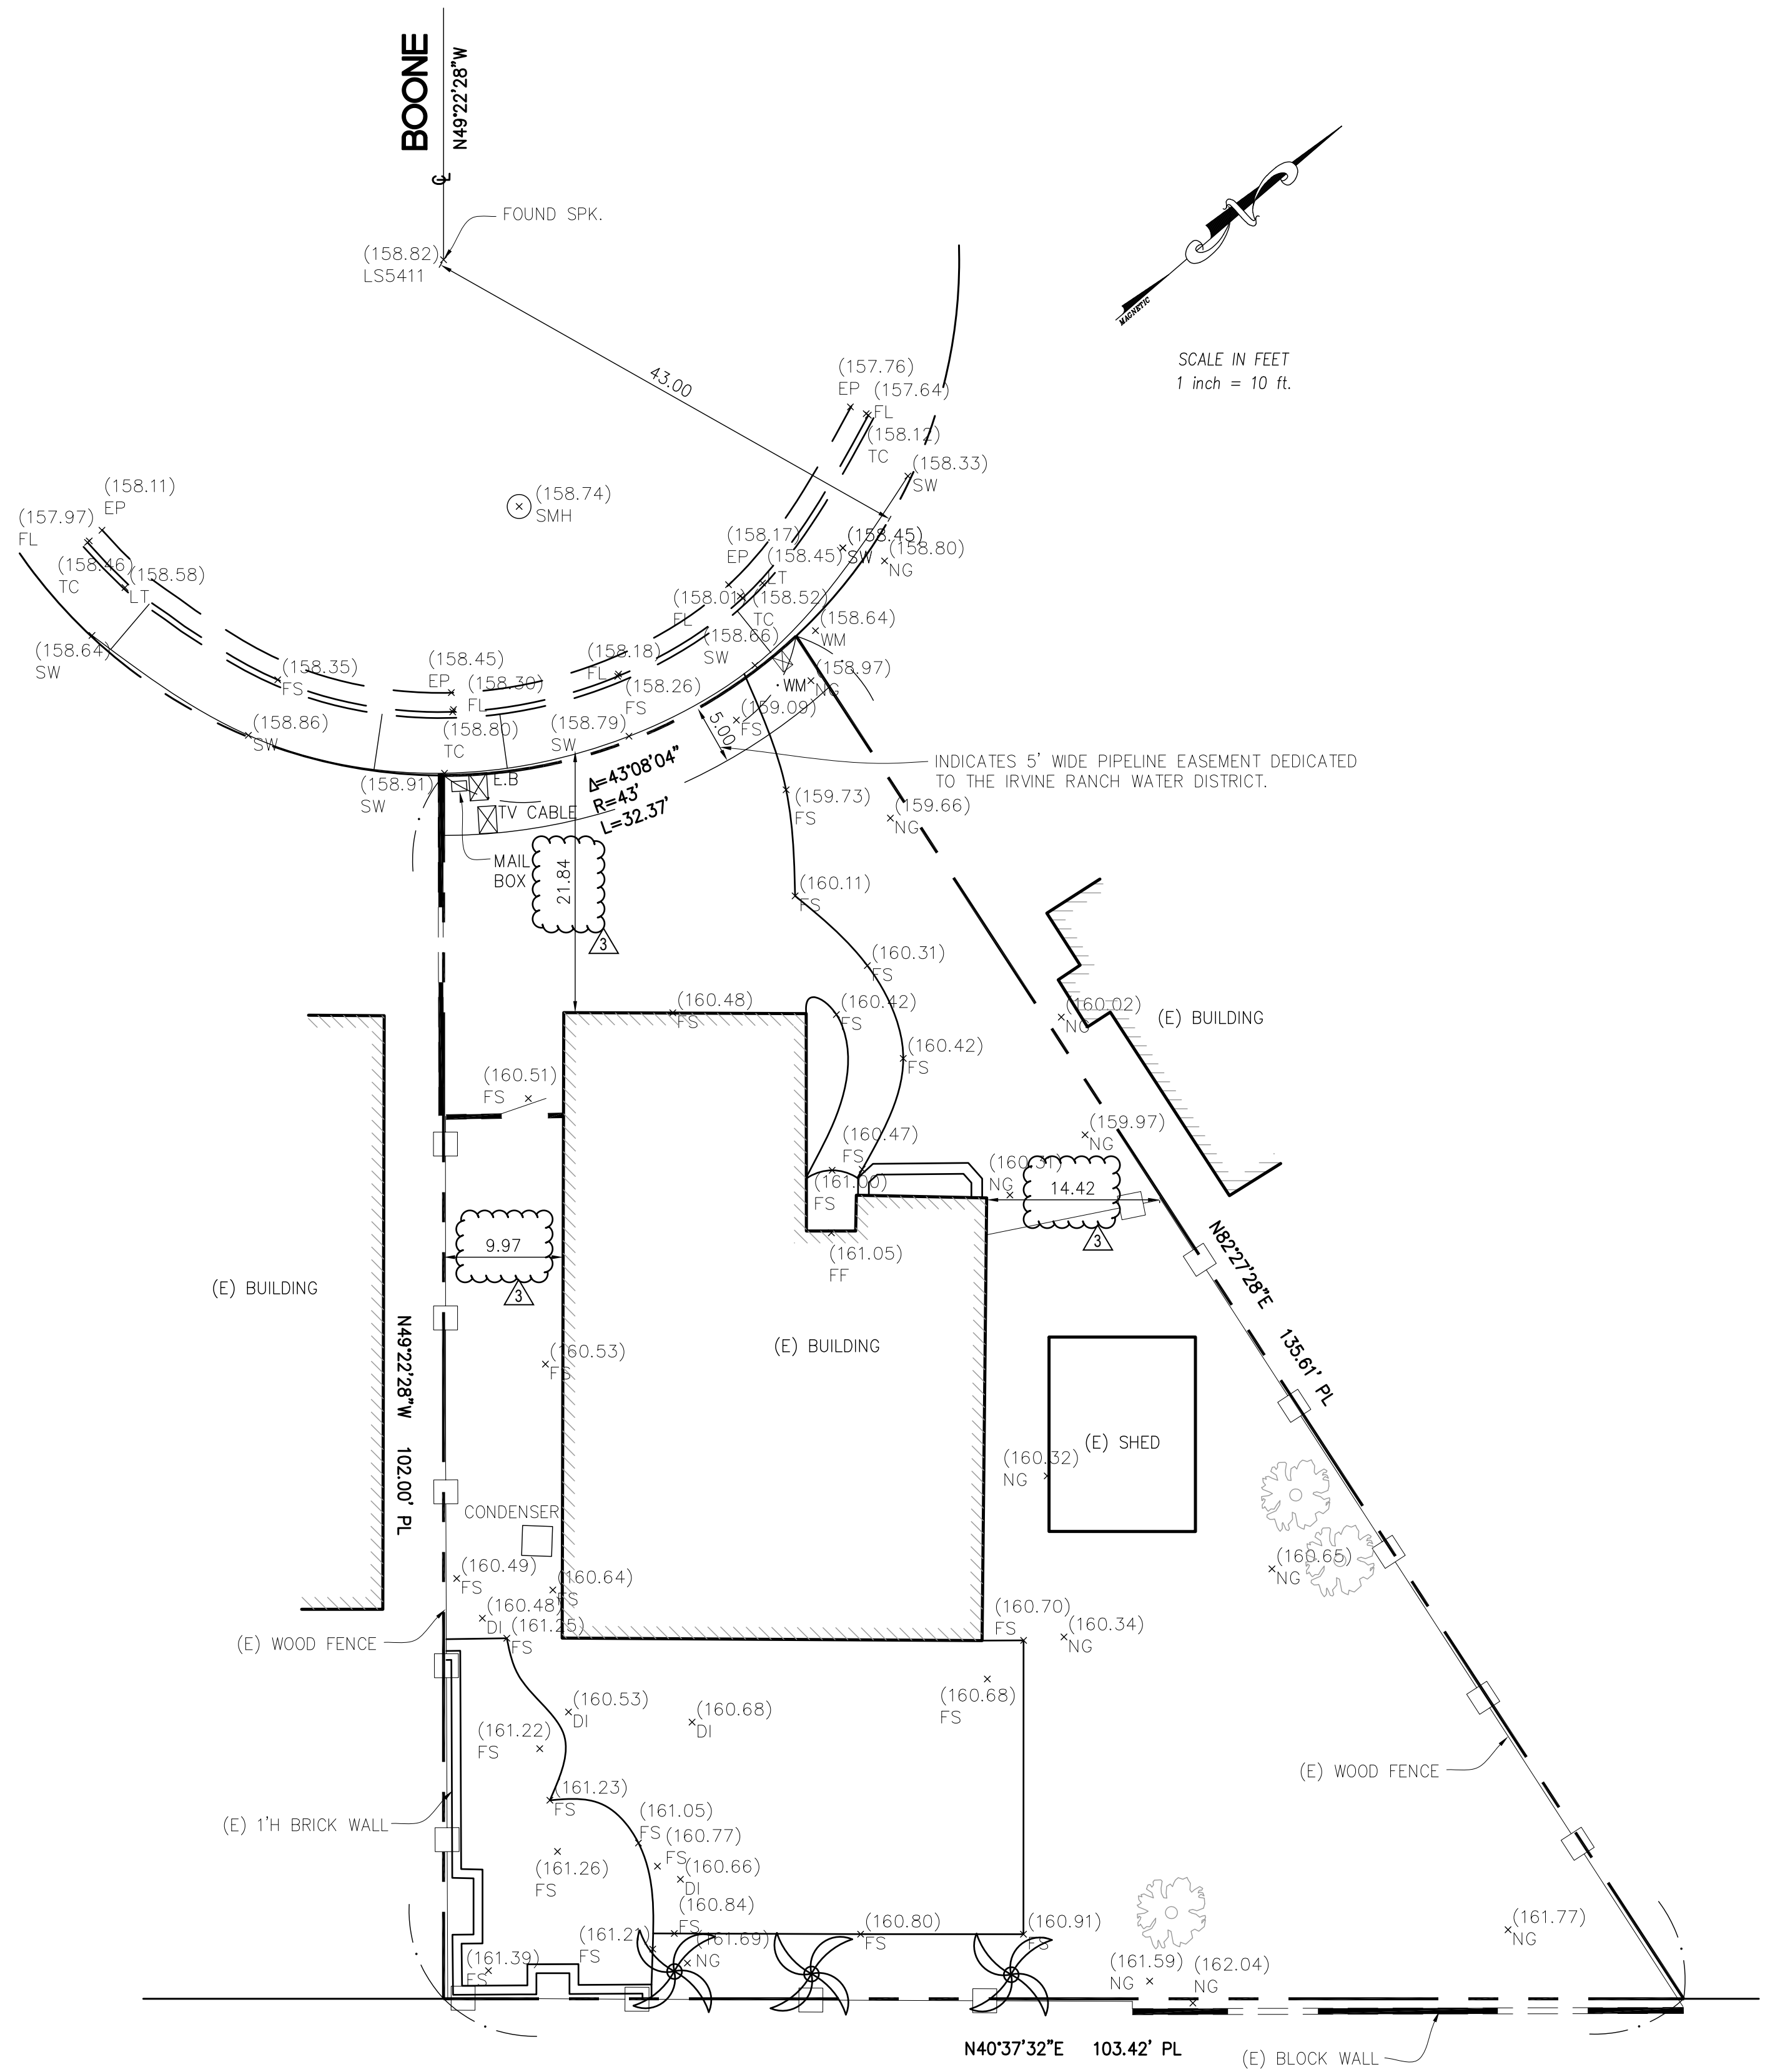 BOONE
N49°22'28"W
℄
FOUND SPK.
(158.82)
LS5411
MAGNETIC
SCALE IN FEET
1 inch = 10 ft.
43.00
(157.76)
EP
(157.64)
FL
(158.12)
TC
(158.33)
SW
(158.11)
EP
(157.97)
FL
(158.74)
SMH
(158.17)
EP
(158.45)
SW
(158.45)
LT
(158.80)
NG
(158.46)
TC
(158.58)
LT
(158.01)
FL
(158.52)
TC
(158.64)
WM
(158.64)
SW
(158.66)
SW
(158.35)
FS
(158.45)
EP
(158.18)
FL
(158.97)
NG
WM
(158.30)
FL
(158.26)
FS
(159.09)
FS
5.00
(158.86)
SW
(158.80)
TC
(158.79)
SW
INDICATES 5' WIDE PIPELINE EASEMENT DEDICATED
TO THE IRVINE RANCH WATER DISTRICT.
(158.91)
SW
E.B
TV CABLE
Δ=43°08'04"
R=43'
L=32.37'
(159.73)
FS
(159.66)
NG
MAIL
BOX
21.84
3
(160.11)
FS
(160.31)
FS
(160.48)
FS
(160.42)
FS
(160.02)
NG
(E) BUILDING
(160.42)
FS
(160.51)
FS
(159.97)
NG
(160.47)
FS
(161.00)
FS
(160.31)
NG
14.42
3
9.97
3
(161.05)
FF
N82°27'28"E 135.61' PL
(E) BUILDING
(E) BUILDING
(160.53)
FS
N49°22'28"W 102.00' PL
(E) SHED
(160.32)
NG
CONDENSER
(160.49)
FS
(160.64)
FS
(160.65)
NG
(160.48)
DI
(161.25)
FS
(160.70)
FS
(160.34)
NG
(E) WOOD FENCE
(160.53)
DI
(160.68)
DI
(160.68)
FS
(161.22)
FS
(E) WOOD FENCE
(161.23)
FS
(E) 1'H BRICK WALL
(161.05)
FS
(160.77)
FS
(161.26)
FS
(160.66)
DI
(160.84)
FS
(160.80)
FS
(160.91)
FS
(161.77)
NG
(161.21)
FS
(161.69)
NG
(161.39)
FS
(161.59)
NG
(162.04)
NG
N40°37'32"E 103.42' PL
(E) BLOCK WALL